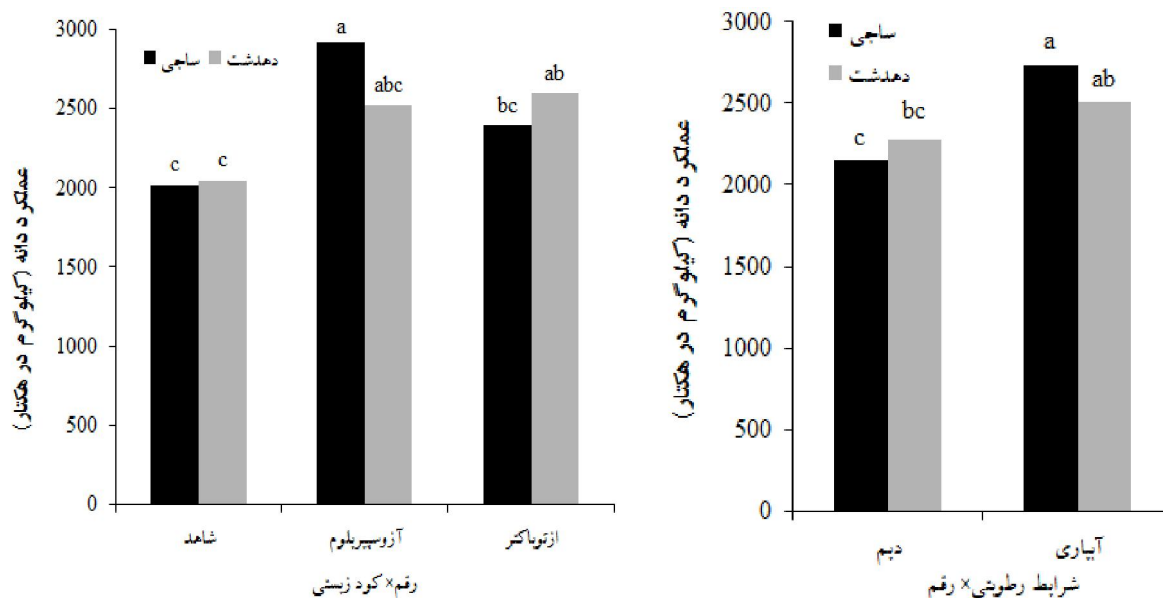 عملکرد دانه (کیلوگرم در هکتار)
3000
2500
2000
1500
1000
500
0
ساجی
دهدشت
c
c
a
abc
bc
ab
شاهد
آزوسپیریلوم
ازتوباکتر
رقم× کود زیستی
عملکرد دانه (کیلوگرم در هکتار)
3000
2500
2000
1500
1000
500
0
ساجی
دهدشت
c
bc
a
ab
دیم
آبیاری
شرایط رطوبتی× رقم